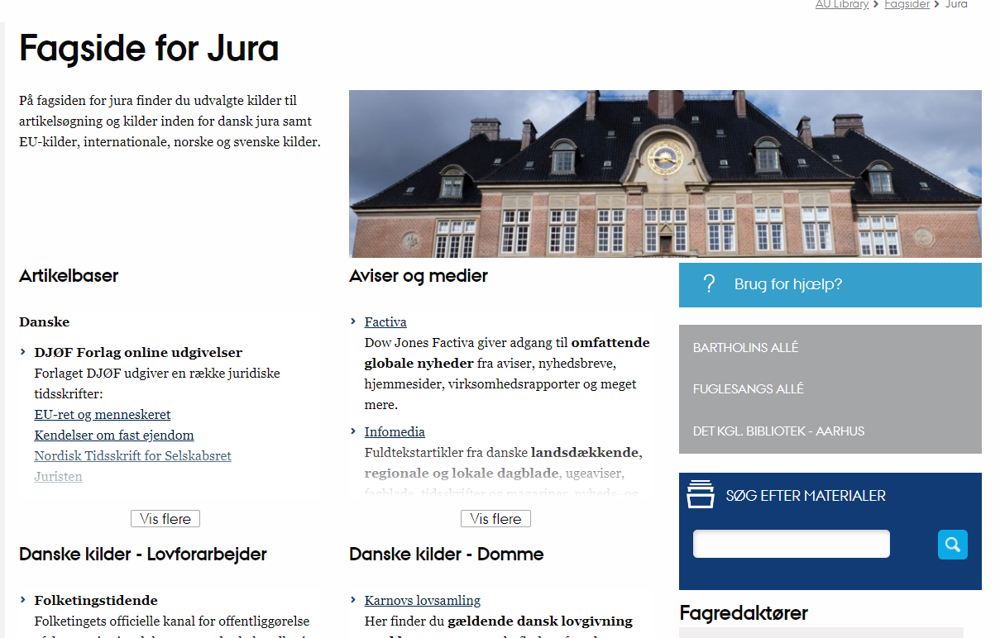 AU Library > Fagsider > Jura
Fagside for Jura
På fagsiden for jura finder du udvalgte kilder til
artikelsøgning og kilder inden for dansk jura samt
EU-kilder, internationale, norske og svenske kilder.
Artikelbaser
Danske
DJØF Forlag online udgivelser
Forlaget DJØF udgiver en række juridiske
tidsskrifter:
EU-ret og menneskeret
Kendelser om fast ejendom
Nordisk Tidsskrift for Selskabsret
Juristen
Vis flere
Aviser og medier
Factiva
Dow Jones Factiva giver adgang til omfattende
globale nyheder fra aviser, nyhedsbreve,
hjemmesider, virksomhedsrapporter og meget
mere.
Infomedia
Fuldtekstartikler fra danske landsdækkende,
regionale og lokale dagblade, ugeaviser,
fagblade, tidsskrifter og magasiner, nyheds- og
Vis flere
? Brug for hjælp?
BARTHOLINS ALLÉ
FUGLESANGS ALLÉ
DET KGL. BIBLIOTEK - AARHUS
SØG EFTER MATERIALER
Danske kilder - Lovforarbejder
Folketingstidende
Folketingets officielle kanal for offentliggørelse
Danske kilder - Domme
Karnovs lovsamling
Her finder du gældende dansk lovgivning
Fagredaktører